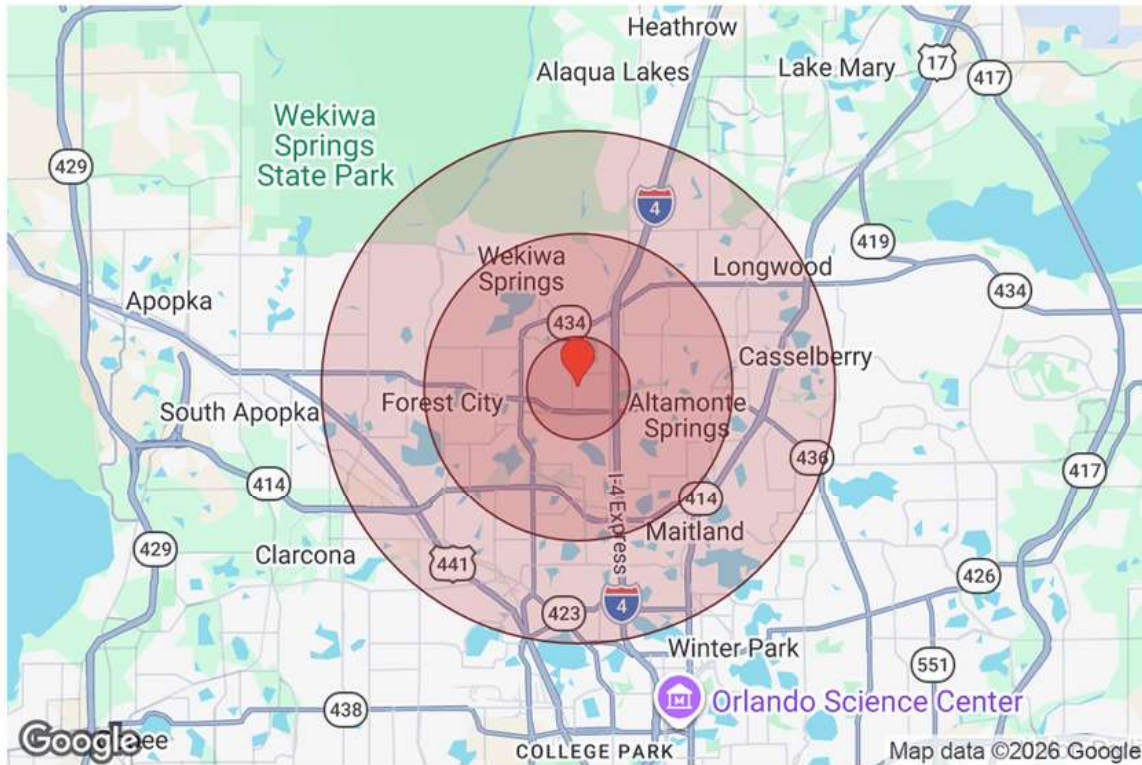 Heathrow
Alaqua Lakes
Lake Mary
17
417
Wekiwa
Springs
State Park
429
4
419
Wekiwa
Springs
Longwood
434
Apopka
434
Casselberry
South Apopka
Forest City
Altamonte
Springs
436
417
414
I-4 Express
414
Maitland
429
Clarcona
441
426
423
4
Winter Park
551
Orlando Science Center
438
Google
COLLEGE PARK
Map data ©2026 Google